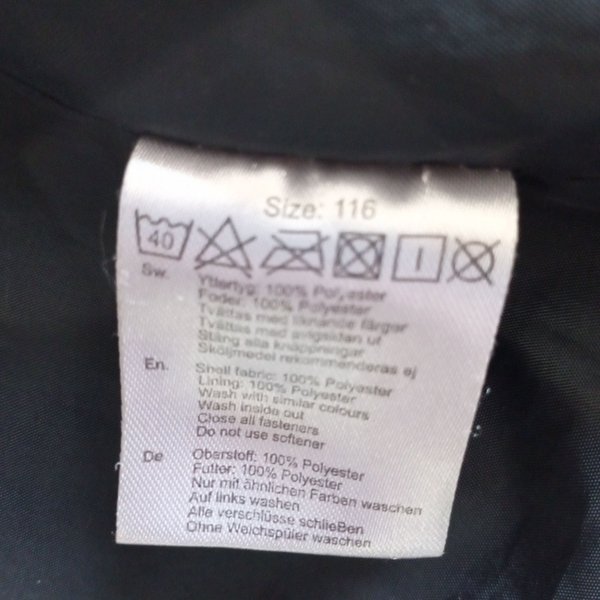 Size: 116
40
Sw. Yttertyg: 100% Polyester
Foder: 100% Polyester
Tvättas med liknande färger
Tvättas med avigsidan ut
Stäng alla knäppningar
Sköljmedel rekommenderas ej
En. Shell fabric: 100% Polyester
Lining: 100% Polyester
Wash with similar colours
Wash inside out
Close all fasteners
Do not use softener
De Oberstoff: 100% Polyester
Futter: 100% Polyester
Nur mit ähnlichen Farben waschen
Auf links washen
Alle verschlüsse schließen
Ohne Weichspüler waschen